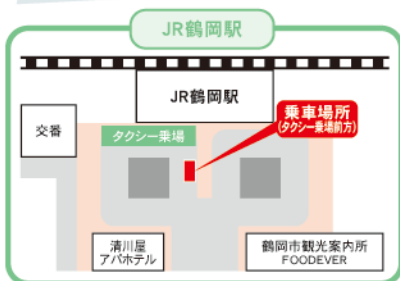 JR鶴岡駅
JR鶴岡駅
交番
タクシー乗場
乗車場所
(タクシー乗場前方)
清川屋
アパホテル
鶴岡市観光案内所
FOODEVER